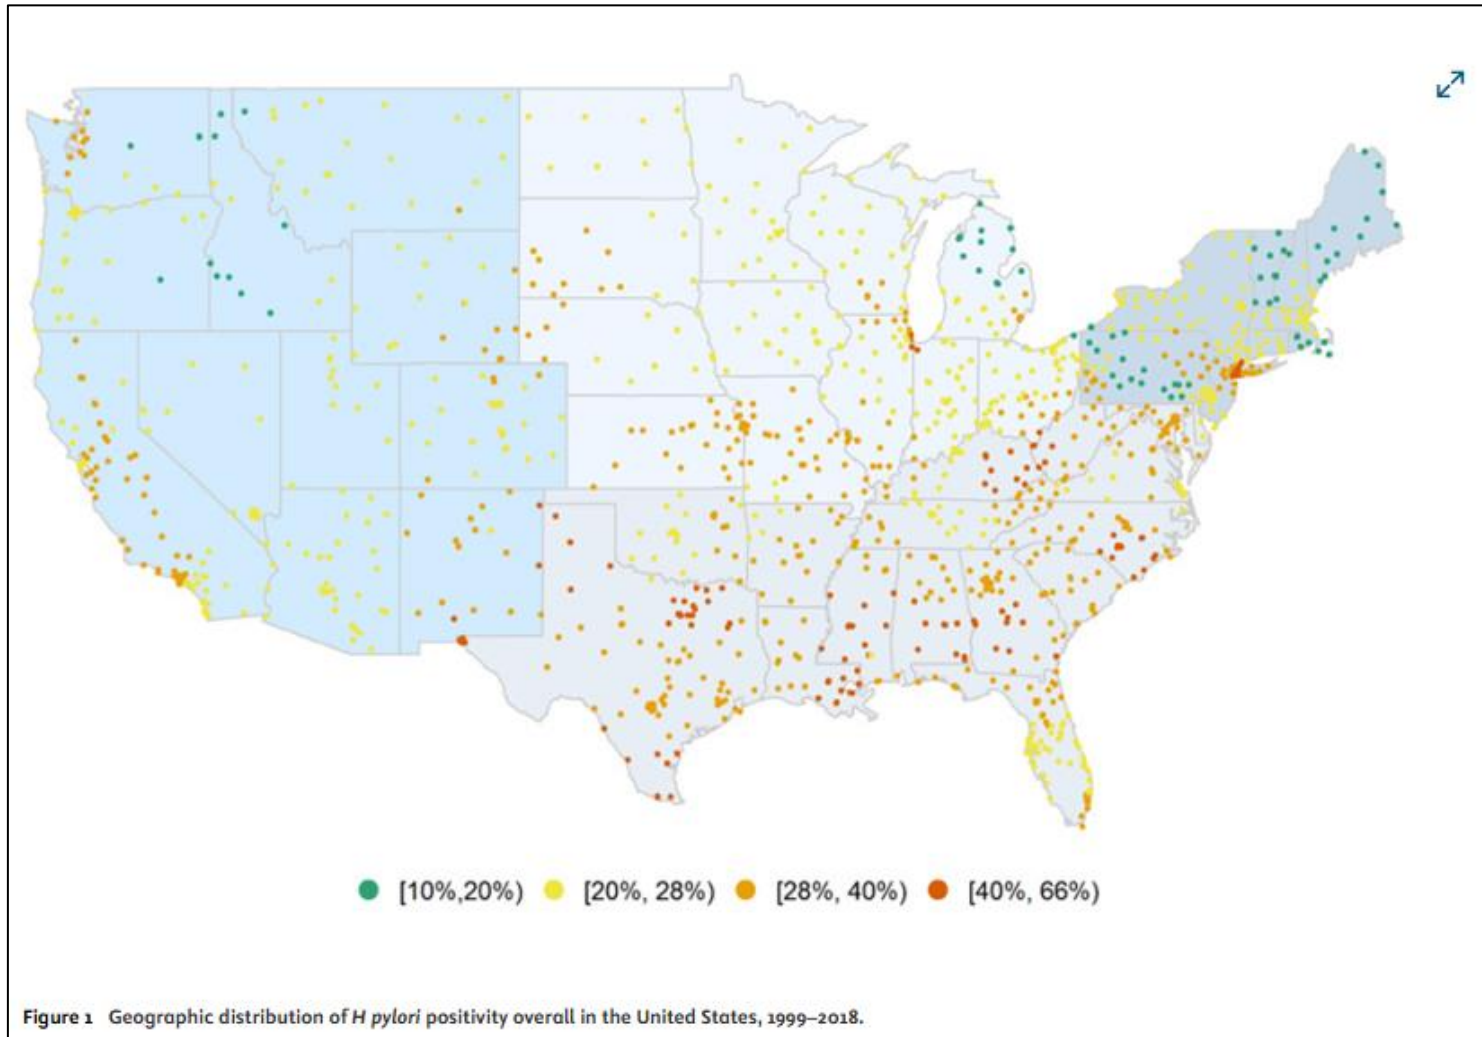 [10%,20%) [20%, 28%) [28%, 40%) [40%, 66%)
Figure 1 Geographic distribution of H pylori positivity overall in the United States, 1999–2018.